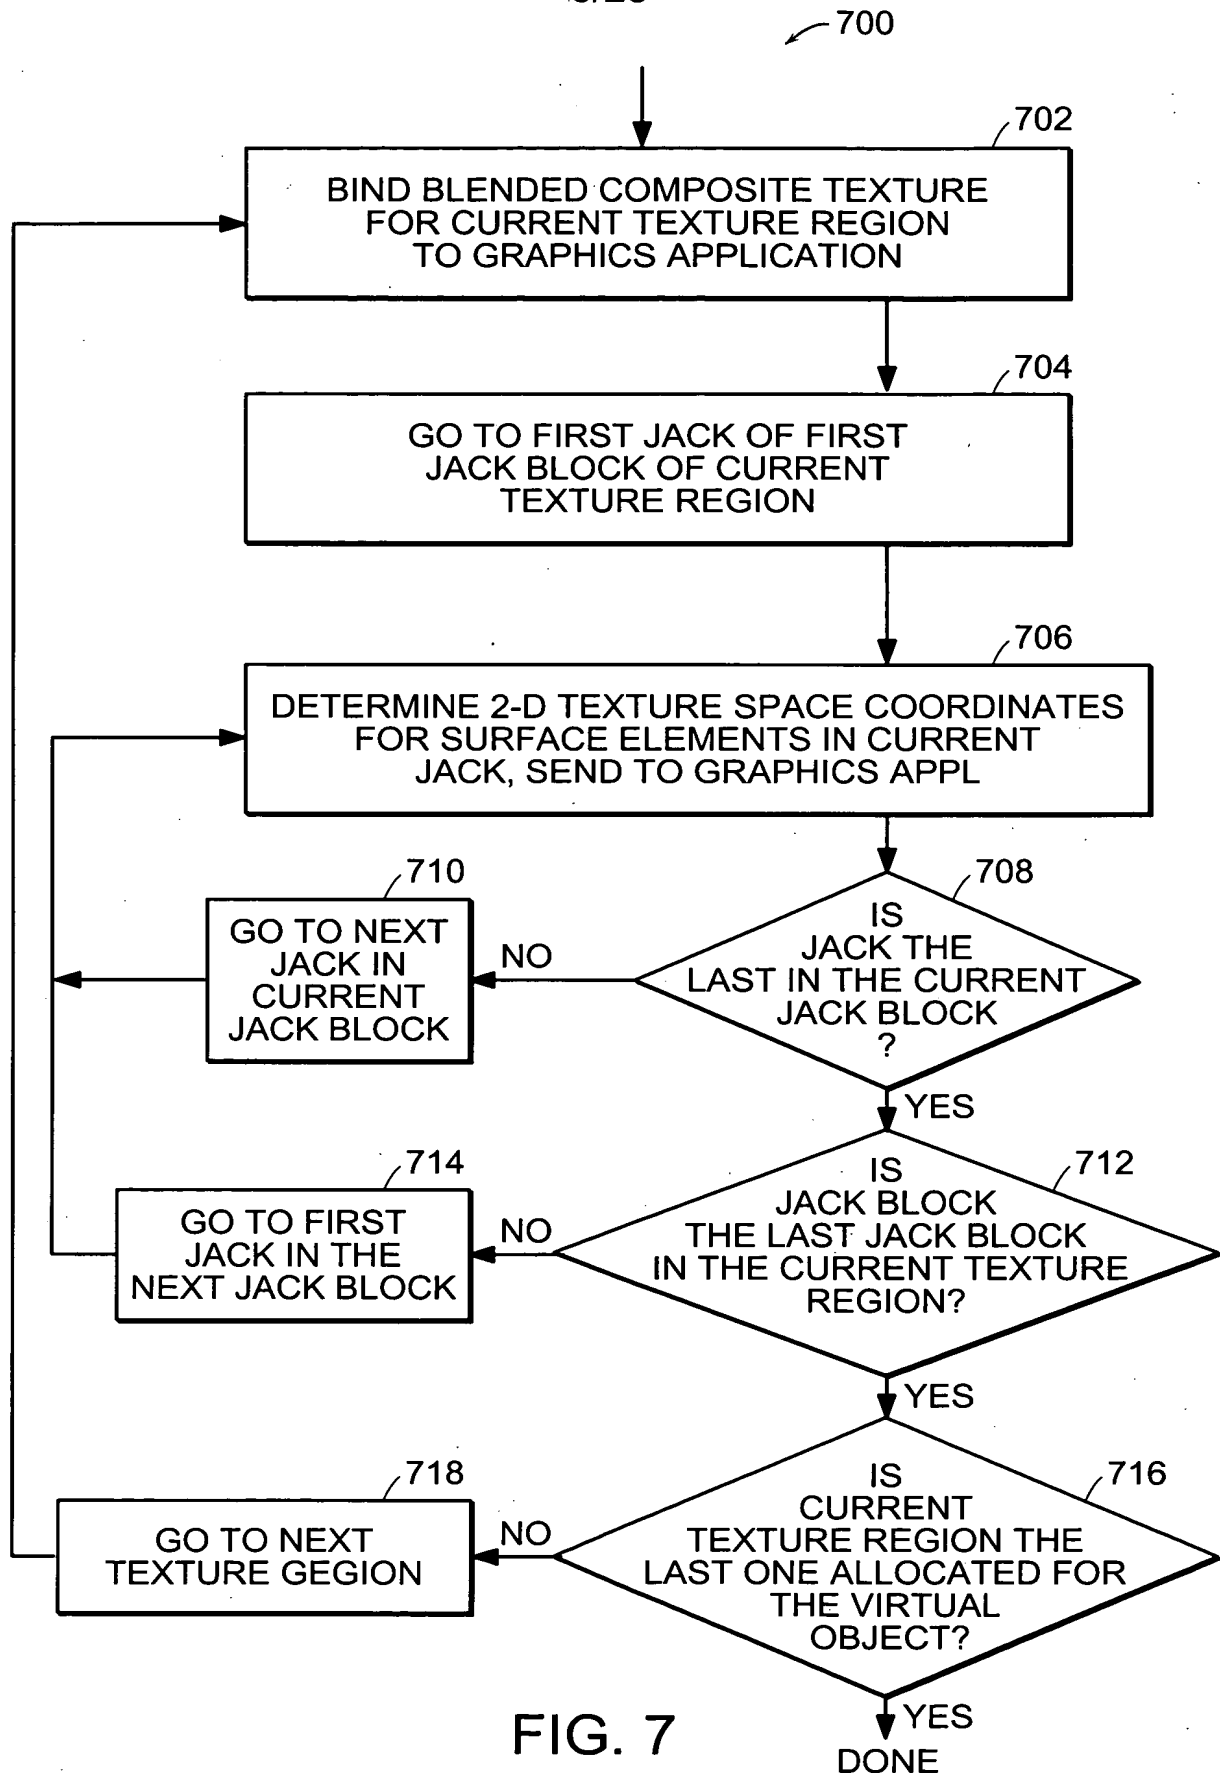 700
702
BIND BLENDED COMPOSITE TEXTURE
FOR CURRENT TEXTURE REGION
TO GRAPHICS APPLICATION
704
GO TO FIRST JACK OF FIRST
JACK BLOCK OF CURRENT
TEXTURE REGION
706
DETERMINE 2-D TEXTURE SPACE COORDINATES
FOR SURFACE ELEMENTS IN CURRENT
JACK, SEND TO GRAPHICS APPL
708
IS
JACK THE
LAST IN THE CURRENT
JACK BLOCK
?
NO
710
GO TO NEXT
JACK IN
CURRENT
JACK BLOCK
YES
712
IS
JACK BLOCK
THE LAST JACK BLOCK
IN THE CURRENT TEXTURE
REGION?
NO
714
GO TO FIRST
JACK IN THE
NEXT JACK BLOCK
YES
716
IS
CURRENT
TEXTURE REGION THE
LAST ONE ALLOCATED FOR
THE VIRTUAL
OBJECT?
NO
718
GO TO NEXT
TEXTURE GEGION
YES
DONE
FIG. 7